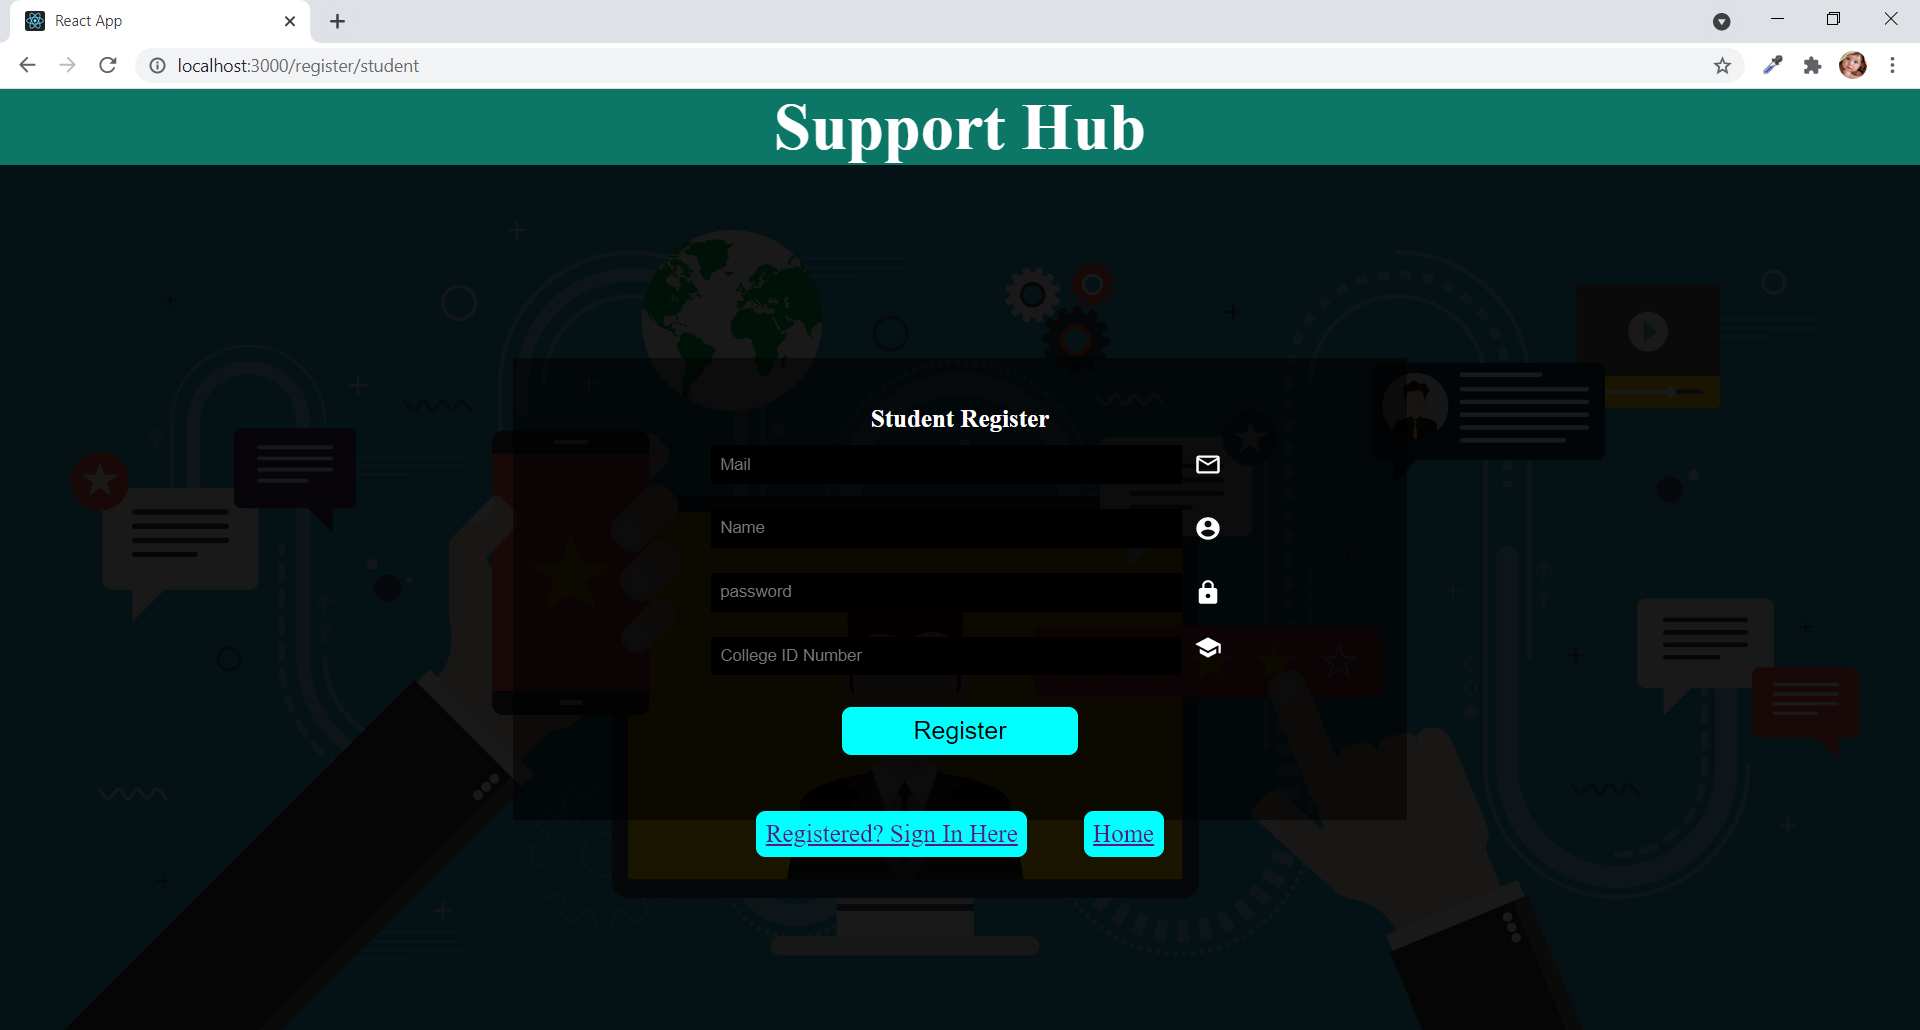 React App
localhost:3000/register/student
Support Hub
Student Register
Mail
Name
password
College ID Number
Register
Registered? Sign In Here
Home